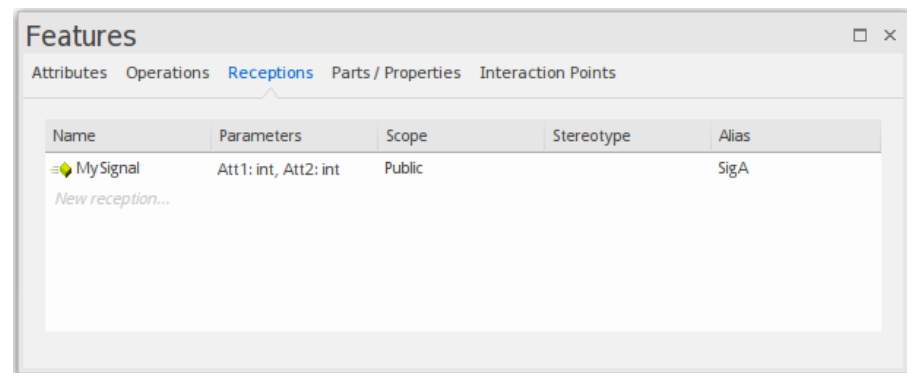 Features
Attributes Operations Receptions Parts / Properties Interaction Points
Name Parameters Scope Stereotype Alias
MySignal Att1: int, Att2: int Public SigA
New reception...